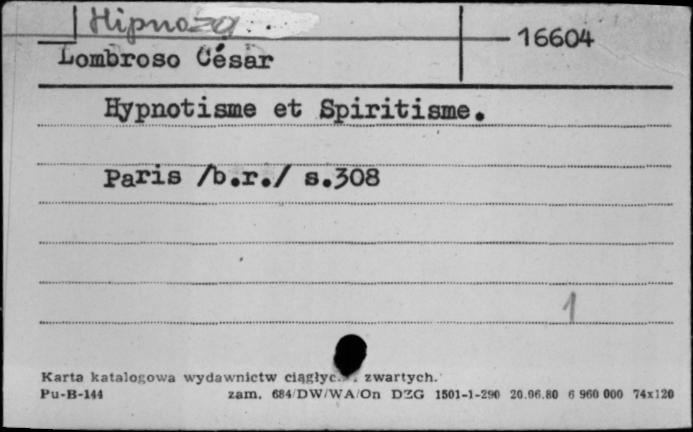 Hipnoza
16604
Lombroso César
Hypnotisme et Spiritisme.
Paris /b.r./ s.308
1
Karta katalogowa wydawnictw ciągłyc... zwartych.
Pu-B-144 zam. 684/DW/WA/On DZG 1501-1-290 20.06.80 6 960 000 74x120